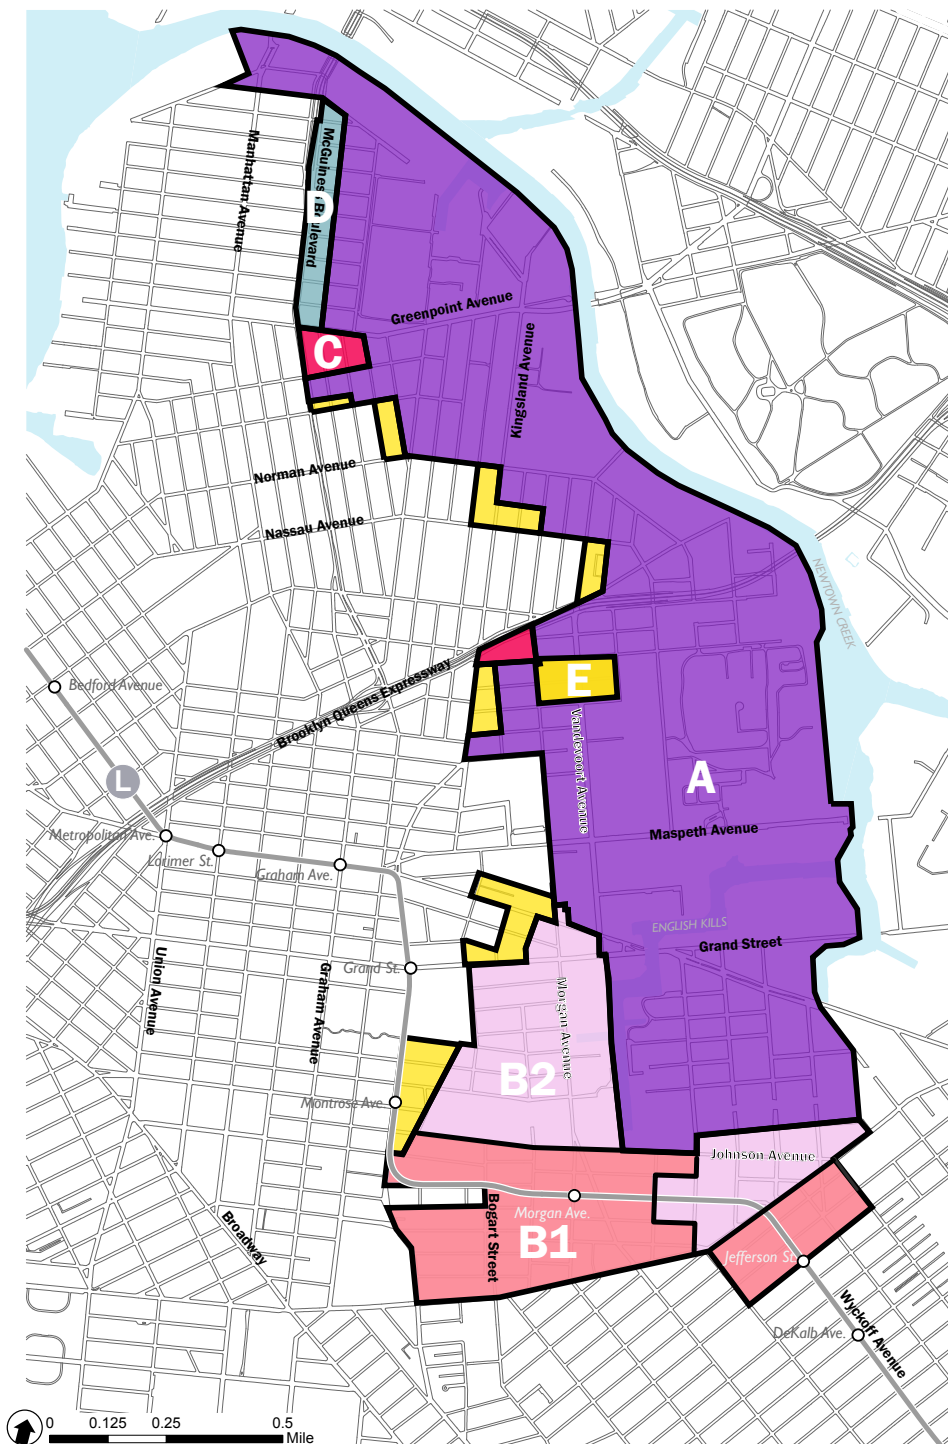 Manhattan Avenue
McGuiness Boulevard
D
Greenpoint Avenue
C
Kingsland Avenue
Norman Avenue
Nassau Avenue
NEWTOWN CREEK
Bedford Avenue
Brooklyn Queens Expressway
E
Vandevoort Avenue
L
A
Metropolitan Ave.
Maspeth Avenue
Lorimer St.
Graham Ave.
ENGLISH KILLS
Grand Street
Grand St.
Union Avenue
Graham Avenue
Morgan Avenue
B2
Montrose Ave.
Johnson Avenue
Morgan Ave.
Bogart Street
B1
Broadway
Jefferson St.
Wyckoff Avenue
DeKalb Ave.
0 0.125 0.25 0.5
Mile